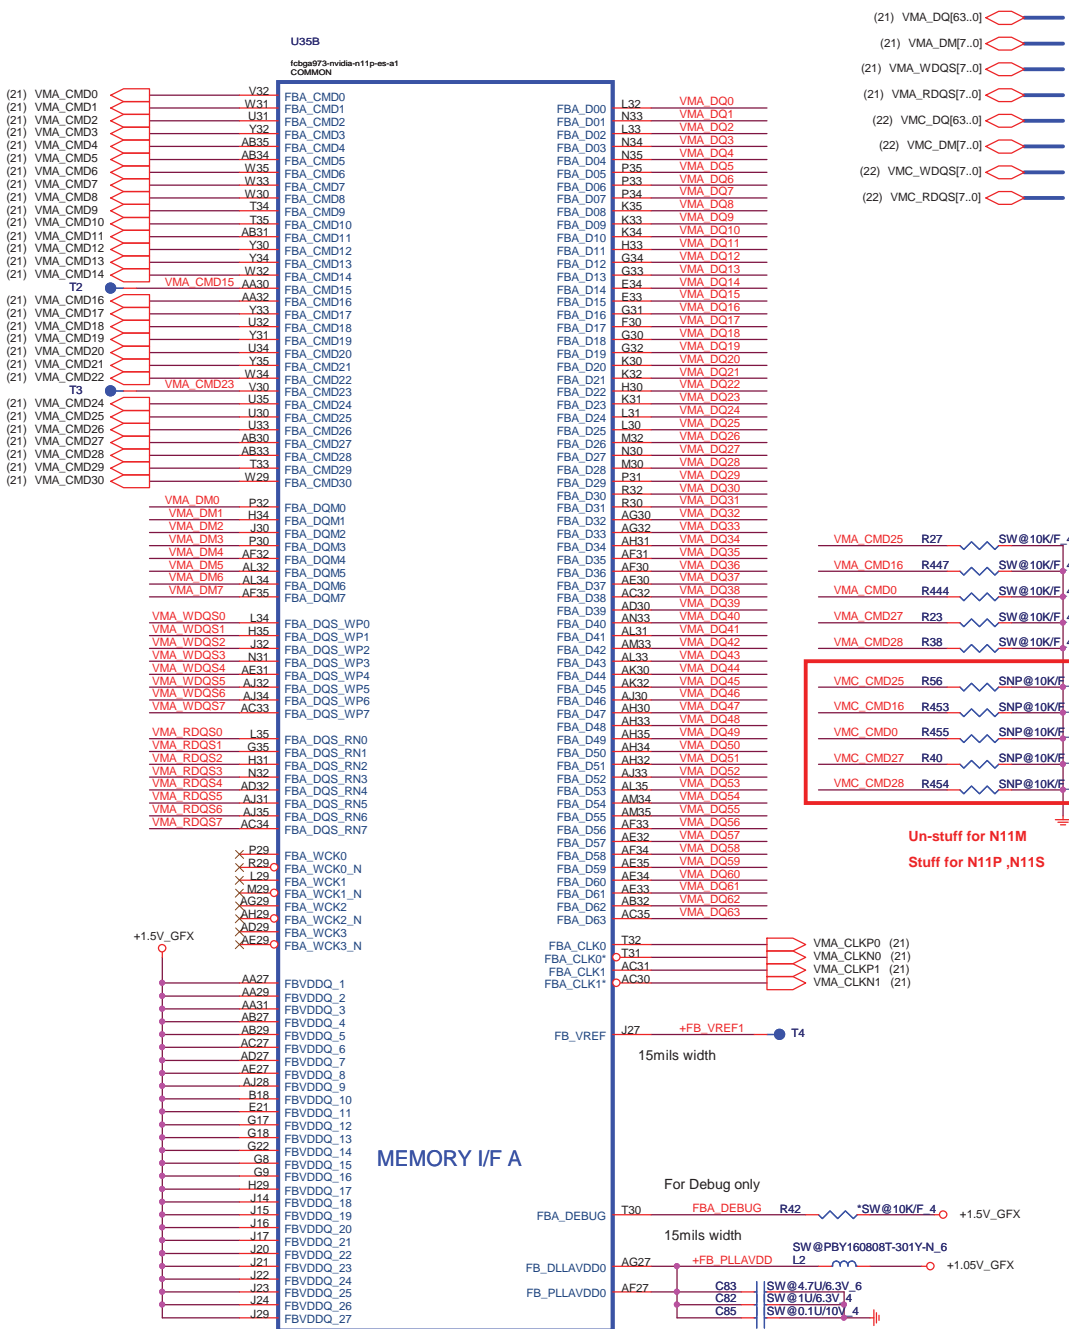 (21) VMA_DQ[63..0]
(21) VMA_DM[7..0]
(21) VMA_WDQS[7..0]
(21) VMA_RDQS[7..0]
(22) VMC_DQ[63..0]
(22) VMC_DM[7..0]
(22) VMC_WDQS[7..0]
(22) VMC_RDQS[7..0]
U35B
fcbga973-nvidia-n11p-es-a1
COMMON
(21) VMA_CMD0 V32 FBA_CMD0
(21) VMA_CMD1 W31 FBA_CMD1
(21) VMA_CMD2 U31 FBA_CMD2
(21) VMA_CMD3 Y32 FBA_CMD3
(21) VMA_CMD4 AB35 FBA_CMD4
(21) VMA_CMD5 AB34 FBA_CMD5
(21) VMA_CMD6 W35 FBA_CMD6
(21) VMA_CMD7 W33 FBA_CMD7
(21) VMA_CMD8 W30 FBA_CMD8
(21) VMA_CMD9 T34 FBA_CMD9
(21) VMA_CMD10 T35 FBA_CMD10
(21) VMA_CMD11 AB31 FBA_CMD11
(21) VMA_CMD12 Y30 FBA_CMD12
(21) VMA_CMD13 Y34 FBA_CMD13
(21) VMA_CMD14 W32 FBA_CMD14
T2 VMA_CMD15 AA30 FBA_CMD15
(21) VMA_CMD16 AA32 FBA_CMD16
(21) VMA_CMD17 Y33 FBA_CMD17
(21) VMA_CMD18 U32 FBA_CMD18
(21) VMA_CMD19 Y31 FBA_CMD19
(21) VMA_CMD20 U34 FBA_CMD20
(21) VMA_CMD21 Y35 FBA_CMD21
(21) VMA_CMD22 W34 FBA_CMD22
T3 VMA_CMD23 V30 FBA_CMD23
(21) VMA_CMD24 U35 FBA_CMD24
(21) VMA_CMD25 U30 FBA_CMD25
(21) VMA_CMD26 U33 FBA_CMD26
(21) VMA_CMD27 AB30 FBA_CMD27
(21) VMA_CMD28 AB33 FBA_CMD28
(21) VMA_CMD29 T33 FBA_CMD29
(21) VMA_CMD30 W29 FBA_CMD30
VMA_DM0 P32 FBA_DQM0
VMA_DM1 H34 FBA_DQM1
VMA_DM2 J30 FBA_DQM2
VMA_DM3 P30 FBA_DQM3
VMA_DM4 AF32 FBA_DQM4
VMA_DM5 AL32 FBA_DQM5
VMA_DM6 AL34 FBA_DQM6
VMA_DM7 AF35 FBA_DQM7
VMA_WDQS0 L34 FBA_DQS_WP0
VMA_WDQS1 H35 FBA_DQS_WP1
VMA_WDQS2 J32 FBA_DQS_WP2
VMA_WDQS3 N31 FBA_DQS_WP3
VMA_WDQS4 AE31 FBA_DQS_WP4
VMA_WDQS5 AJ32 FBA_DQS_WP5
VMA_WDQS6 AJ34 FBA_DQS_WP6
VMA_WDQS7 AC33 FBA_DQS_WP7
VMA_RDQS0 L35 FBA_DQS_RN0
VMA_RDQS1 G35 FBA_DQS_RN1
VMA_RDQS2 H31 FBA_DQS_RN2
VMA_RDQS3 N32 FBA_DQS_RN3
VMA_RDQS4 AD32 FBA_DQS_RN4
VMA_RDQS5 AJ31 FBA_DQS_RN5
VMA_RDQS6 AJ35 FBA_DQS_RN6
VMA_RDQS7 AC34 FBA_DQS_RN7
P29 FBA_WCK0
R29 FBA_WCK0_N
L29 FBA_WCK1
M29 FBA_WCK1_N
AG29 FBA_WCK2
AH29 FBA_WCK2_N
AD29 FBA_WCK3
AE29 FBA_WCK3_N
+1.5V_GFX
AA27 FBVDDQ_1
AA29 FBVDDQ_2
AA31 FBVDDQ_3
AB27 FBVDDQ_4
AB29 FBVDDQ_5
AC27 FBVDDQ_6
AD27 FBVDDQ_7
AE27 FBVDDQ_8
AJ28 FBVDDQ_9
B18 FBVDDQ_10
E21 FBVDDQ_11
G17 FBVDDQ_12
G18 FBVDDQ_13
G22 FBVDDQ_14
G8 FBVDDQ_15
G9 FBVDDQ_16
H29 FBVDDQ_17
J14 FBVDDQ_18
J15 FBVDDQ_19
J16 FBVDDQ_20
J17 FBVDDQ_21
J20 FBVDDQ_22
J21 FBVDDQ_23
J22 FBVDDQ_24
J23 FBVDDQ_25
J24 FBVDDQ_26
J29 FBVDDQ_27
MEMORY I/F A
FBA_D00 L32 VMA_DQ0
FBA_D01 N33 VMA_DQ1
FBA_D02 L33 VMA_DQ2
FBA_D03 N34 VMA_DQ3
FBA_D04 N35 VMA_DQ4
FBA_D05 P35 VMA_DQ5
FBA_D06 P33 VMA_DQ6
FBA_D07 P34 VMA_DQ7
FBA_D08 K35 VMA_DQ8
FBA_D09 K33 VMA_DQ9
FBA_D10 K34 VMA_DQ10
FBA_D11 H33 VMA_DQ11
FBA_D12 G34 VMA_DQ12
FBA_D13 G33 VMA_DQ13
FBA_D14 E34 VMA_DQ14
FBA_D15 E33 VMA_DQ15
FBA_D16 G31 VMA_DQ16
FBA_D17 F30 VMA_DQ17
FBA_D18 G30 VMA_DQ18
FBA_D19 G32 VMA_DQ19
FBA_D20 K30 VMA_DQ20
FBA_D21 K32 VMA_DQ21
FBA_D22 H30 VMA_DQ22
FBA_D23 K31 VMA_DQ23
FBA_D24 L31 VMA_DQ24
FBA_D25 L30 VMA_DQ25
FBA_D26 M32 VMA_DQ26
FBA_D27 N30 VMA_DQ27
FBA_D28 M30 VMA_DQ28
FBA_D29 P31 VMA_DQ29
FBA_D30 R32 VMA_DQ30
FBA_D31 R30 VMA_DQ31
FBA_D32 AG30 VMA_DQ32
FBA_D33 AG32 VMA_DQ33
FBA_D34 AH31 VMA_DQ34
FBA_D35 AF31 VMA_DQ35
FBA_D36 AF30 VMA_DQ36
FBA_D37 AE30 VMA_DQ37
FBA_D38 AC32 VMA_DQ38
FBA_D39 AD30 VMA_DQ39
FBA_D40 AN33 VMA_DQ40
FBA_D41 AL31 VMA_DQ41
FBA_D42 AM33 VMA_DQ42
FBA_D43 AL33 VMA_DQ43
FBA_D44 AK30 VMA_DQ44
FBA_D45 AK32 VMA_DQ45
FBA_D46 AJ30 VMA_DQ46
FBA_D47 AH30 VMA_DQ47
FBA_D48 AH33 VMA_DQ48
FBA_D49 AH35 VMA_DQ49
FBA_D50 AH34 VMA_DQ50
FBA_D51 AH32 VMA_DQ51
FBA_D52 AJ33 VMA_DQ52
FBA_D53 AL35 VMA_DQ53
FBA_D54 AM34 VMA_DQ54
FBA_D55 AM35 VMA_DQ55
FBA_D56 AF33 VMA_DQ56
FBA_D57 AE32 VMA_DQ57
FBA_D58 AF34 VMA_DQ58
FBA_D59 AE35 VMA_DQ59
FBA_D60 AE34 VMA_DQ60
FBA_D61 AE33 VMA_DQ61
FBA_D62 AB32 VMA_DQ62
FBA_D63 AC35 VMA_DQ63
FBA_CLK0 T32 VMA_CLKP0 (21)
FBA_CLK0* T31 VMA_CLKN0 (21)
FBA_CLK1 AC31 VMA_CLKP1 (21)
FBA_CLK1* AC30 VMA_CLKN1 (21)
FB_VREF J27 +FB_VREF1 T4
15mils width
For Debug only
FBA_DEBUG T30 FBA_DEBUG R42 *SW@10K/F_4 +1.5V_GFX
15mils width
SW@PBY160808T-301Y-N_6
FB_DLLAVDD0 AG27 +FB_PLLAVDD L2 +1.05V_GFX
FB_PLLAVDD0 AF27
C83 SW@4.7U/6.3V_6
C82 SW@1U/6.3V_4
C85 SW@0.1U/10V_4
VMA_CMD25 R27 SW@10K/F_4
VMA_CMD16 R447 SW@10K/F_4
VMA_CMD0 R444 SW@10K/F_4
VMA_CMD27 R23 SW@10K/F_4
VMA_CMD28 R38 SW@10K/F_4
VMC_CMD25 R56 SNP@10K/F
VMC_CMD16 R453 SNP@10K/F
VMC_CMD0 R455 SNP@10K/F
VMC_CMD27 R40 SNP@10K/F
VMC_CMD28 R454 SNP@10K/F
Un-stuff for N11M
Stuff for N11P ,N11S